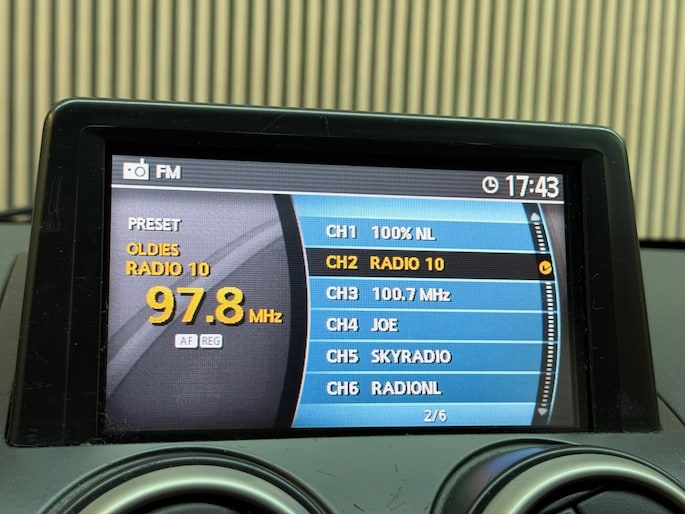 FM
17:43
PRESET
OLDIES
RADIO 10
97.8 MHz
AF REG
CH1 100% NL
CH2 RADIO 10
CH3 100.7 MHz
CH4 JOE
CH5 SKYRADIO
CH6 RADIONL
2/6